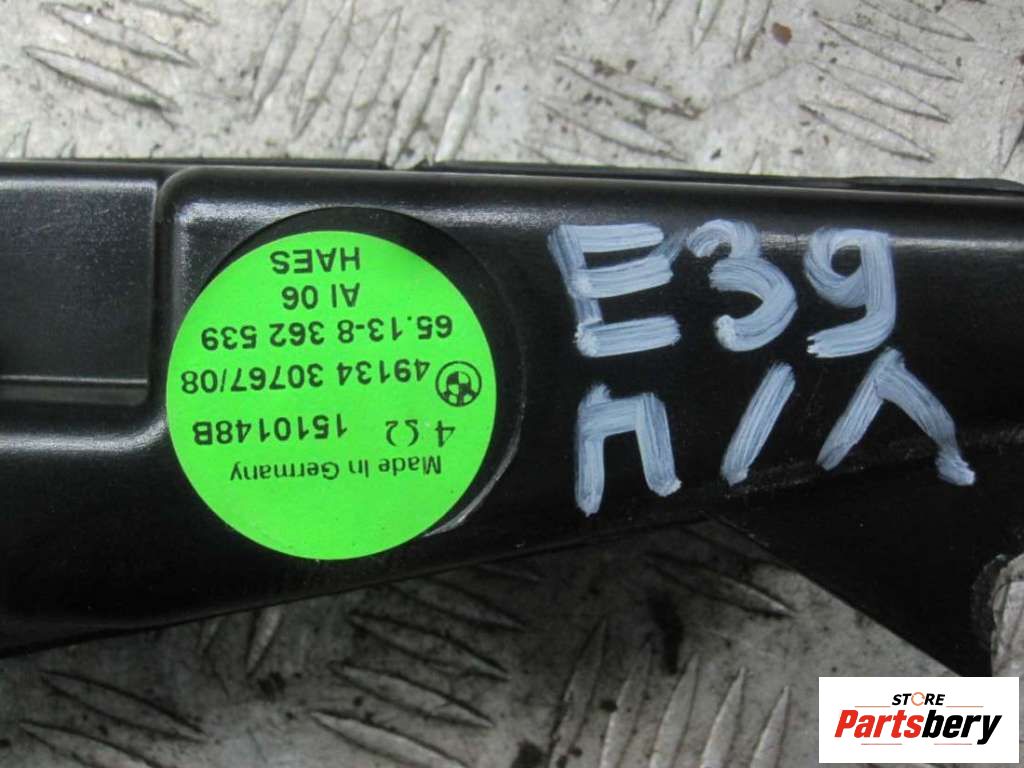 Made In Germany
4 Ω 1510148B
49134 30767/08
65.13-8 362 539
AI 06
HAES
E39
П/Л
STORE
Partsbery